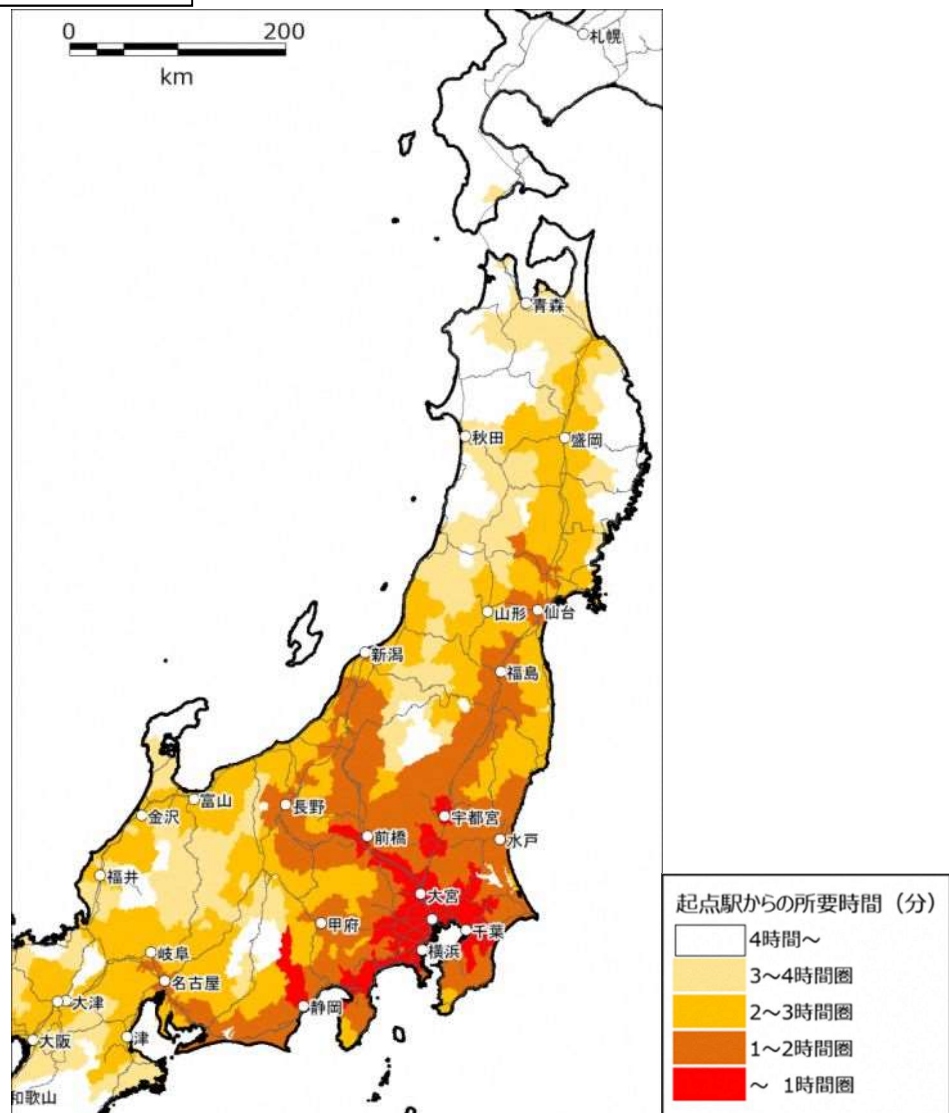 0 200
km
札幌
青森
秋田
盛岡
山形
仙台
新潟
福島
富山
長野
金沢
宇都宮
前橋
水戸
福井
大宮
甲府
千葉
岐阜
横浜
名古屋
大津
静岡
大阪
津
和歌山
起点駅からの所要時間（分）
4時間～
3～4時間圏
2～3時間圏
1～2時間圏
～ 1時間圏